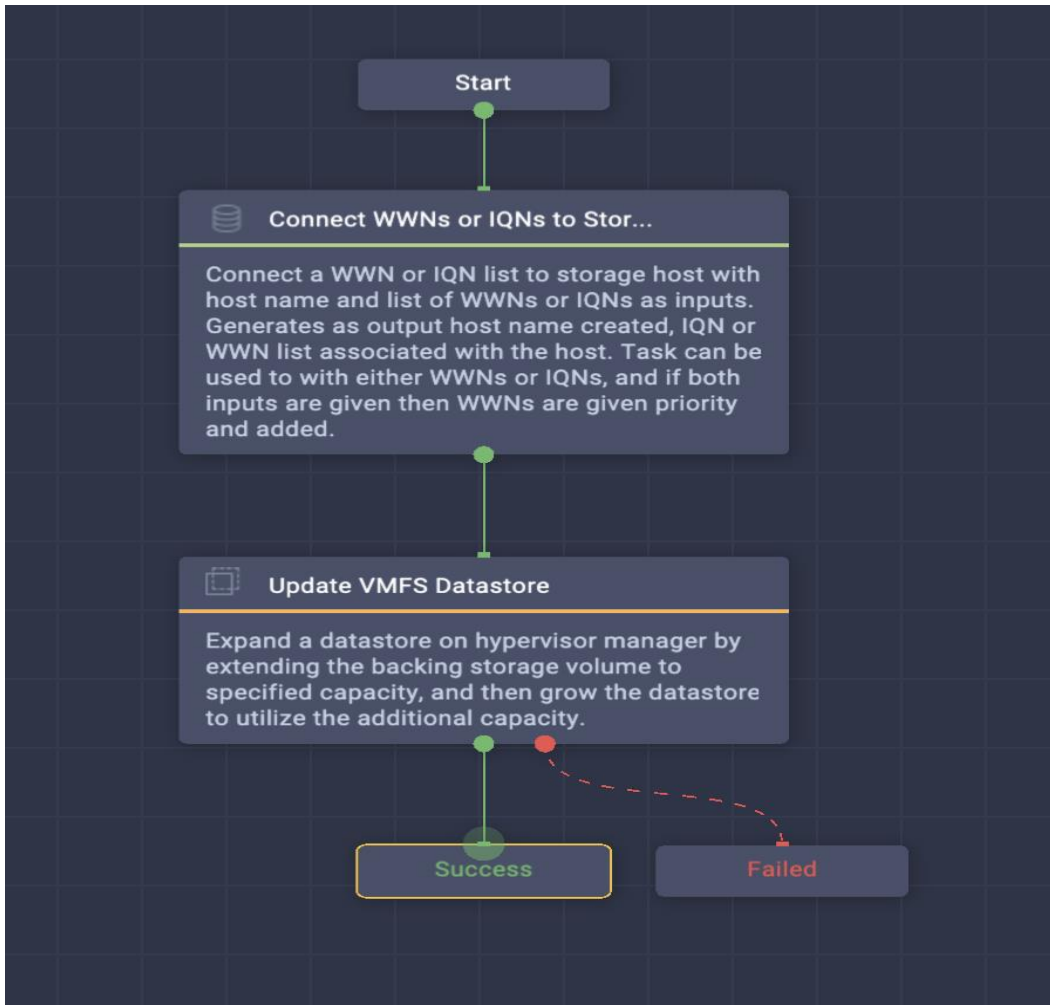 Start
Connect WWNs or IQNs to Stor...
Connect a WWN or IQN list to storage host with
host name and list of WWNs or IQNs as inputs.
Generates as output host name created, IQN or
WWN list associated with the host. Task can be
used to with either WWNs or IQNs, and if both
inputs are given then WWNs are given priority
and added.
Update VMFS Datastore
Expand a datastore on hypervisor manager by
extending the backing storage volume to
specified capacity, and then grow the datastore
to utilize the additional capacity.
Success
Failed